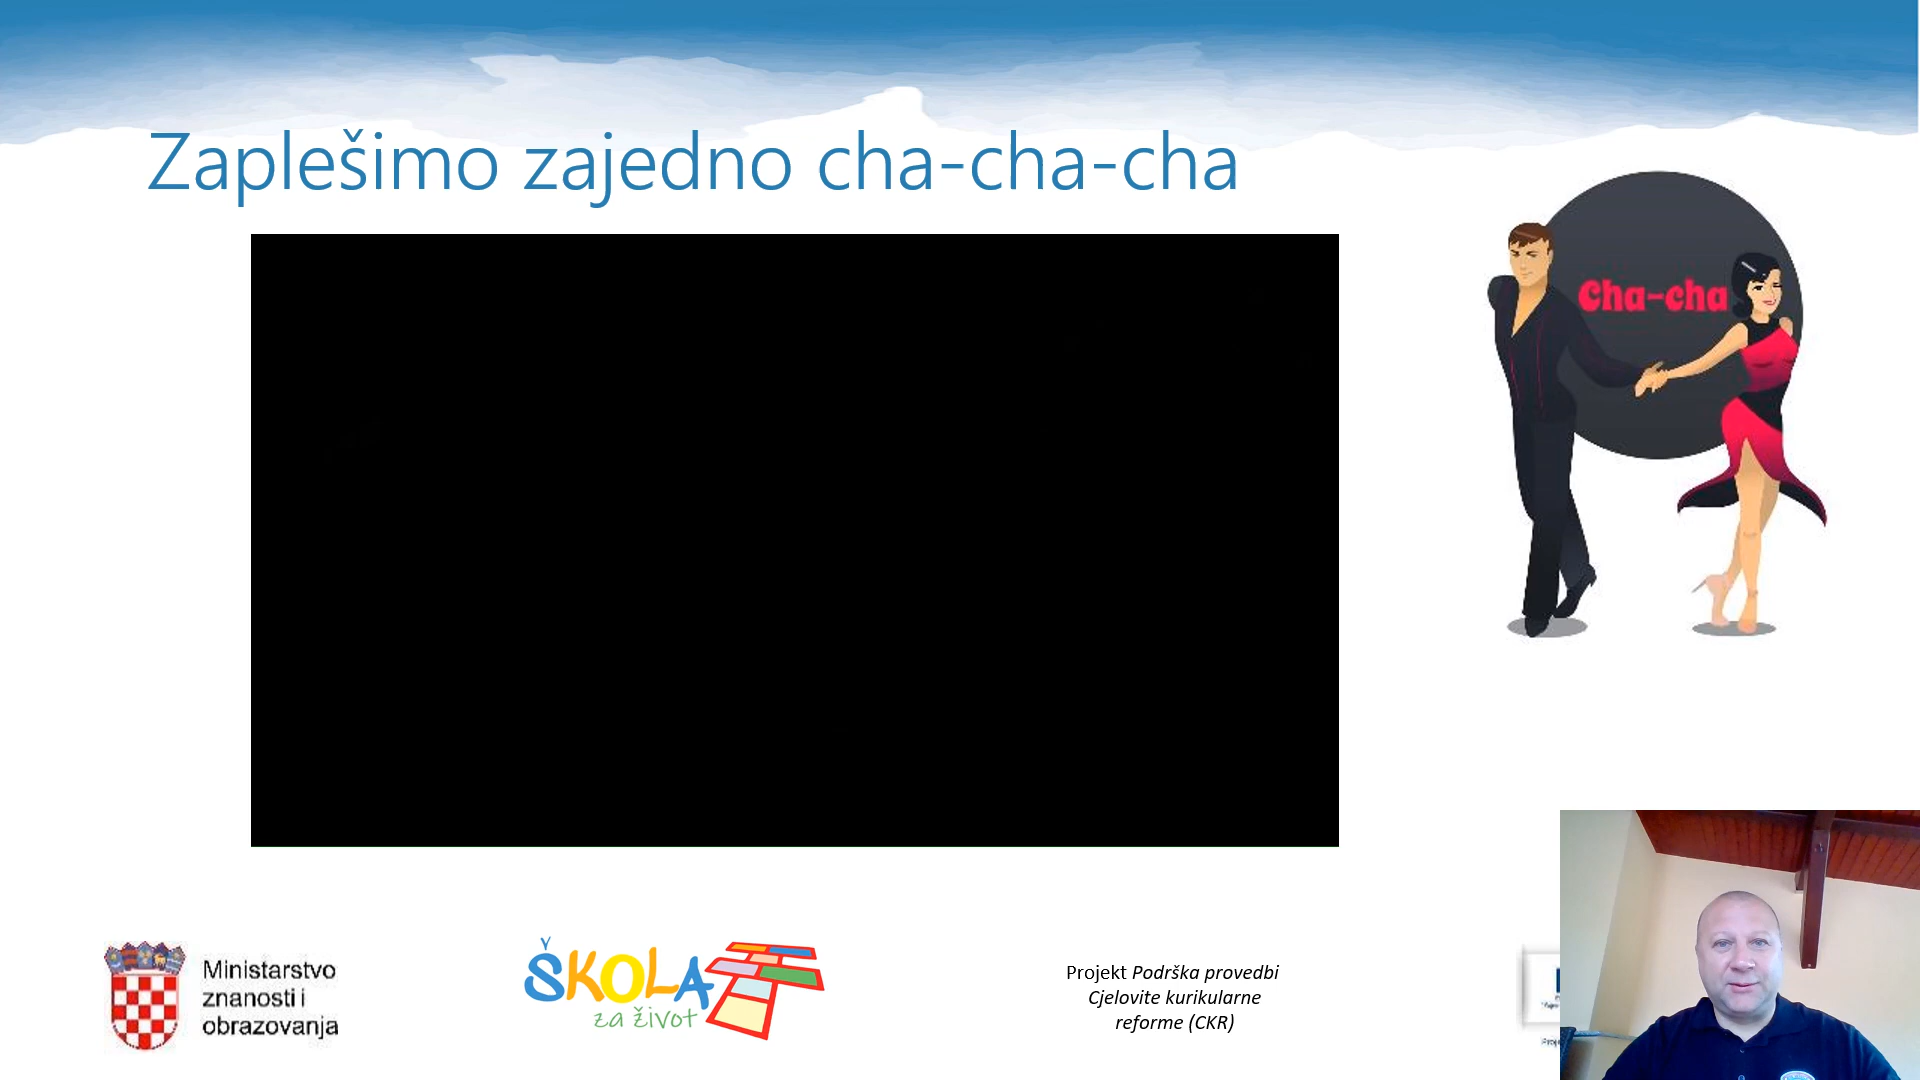 Zaplešimo zajedno cha-cha-cha
Cha-cha
Ministarstvo
znanosti i
obrazovanja
ŠKOLA
za život
Projekt Podrška provedbi
Cjelovite kurikularne
reforme (CKR)